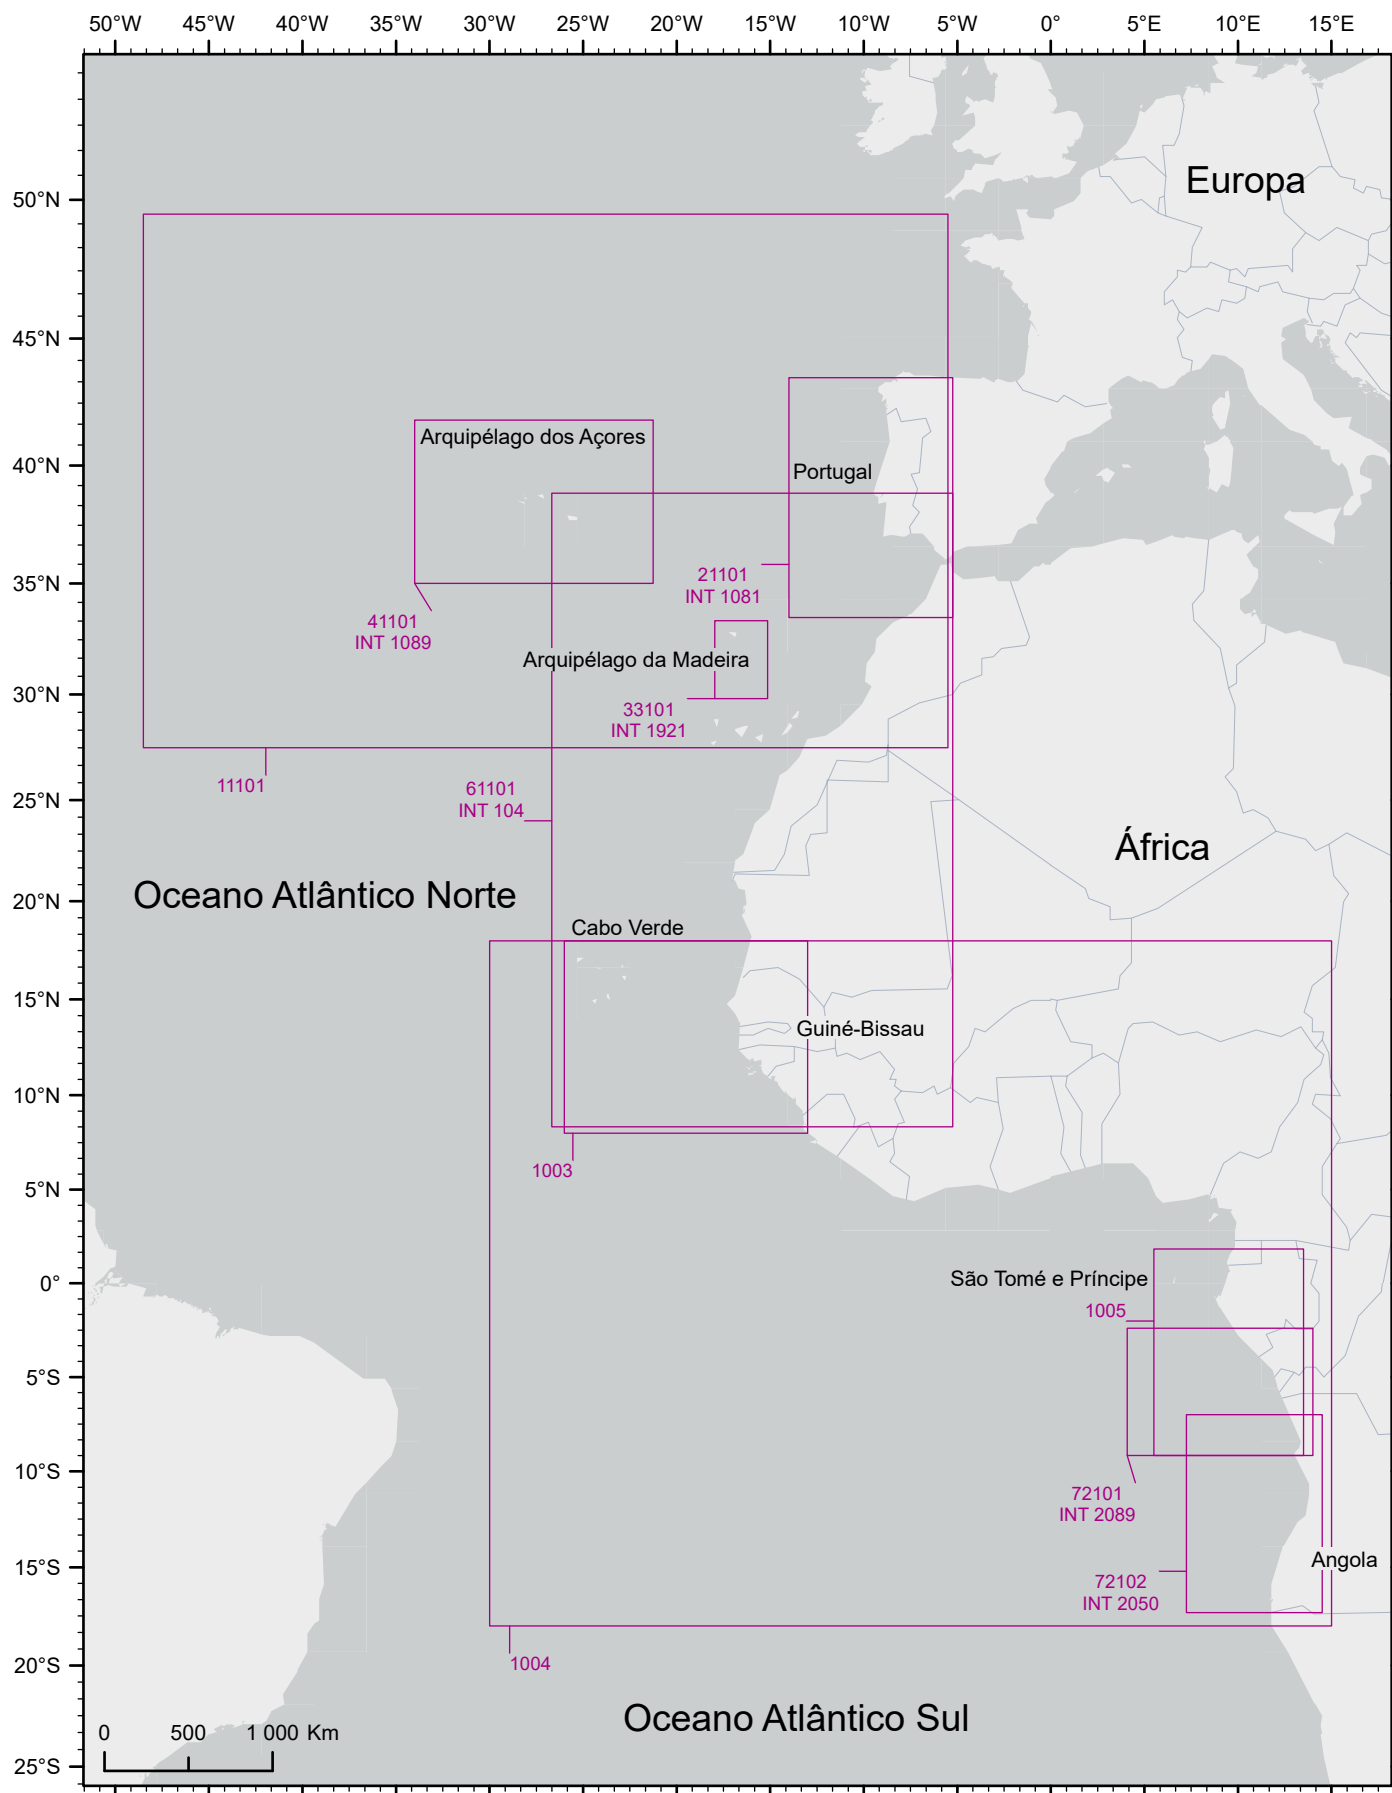 50°W 45°W 40°W 35°W 30°W 25°W 20°W 15°W 10°W 5°W 0° 5°E 10°E 15°E
Europa
50°N
45°N
Arquipélago dos Açores
40°N
Portugal
21101
INT 1081
35°N
41101
INT 1089
Arquipélago da Madeira
30°N
33101
INT 1921
11101
61101
INT 104
25°N
África
Oceano Atlântico Norte
20°N
Cabo Verde
15°N
Guiné-Bissau
10°N
1003
5°N
São Tomé e Príncipe
0°
1005
5°S
10°S
72101
INT 2089
Angola
15°S
72102
INT 2050
1004
20°S
Oceano Atlântico Sul
0 500 1 000 Km
25°S